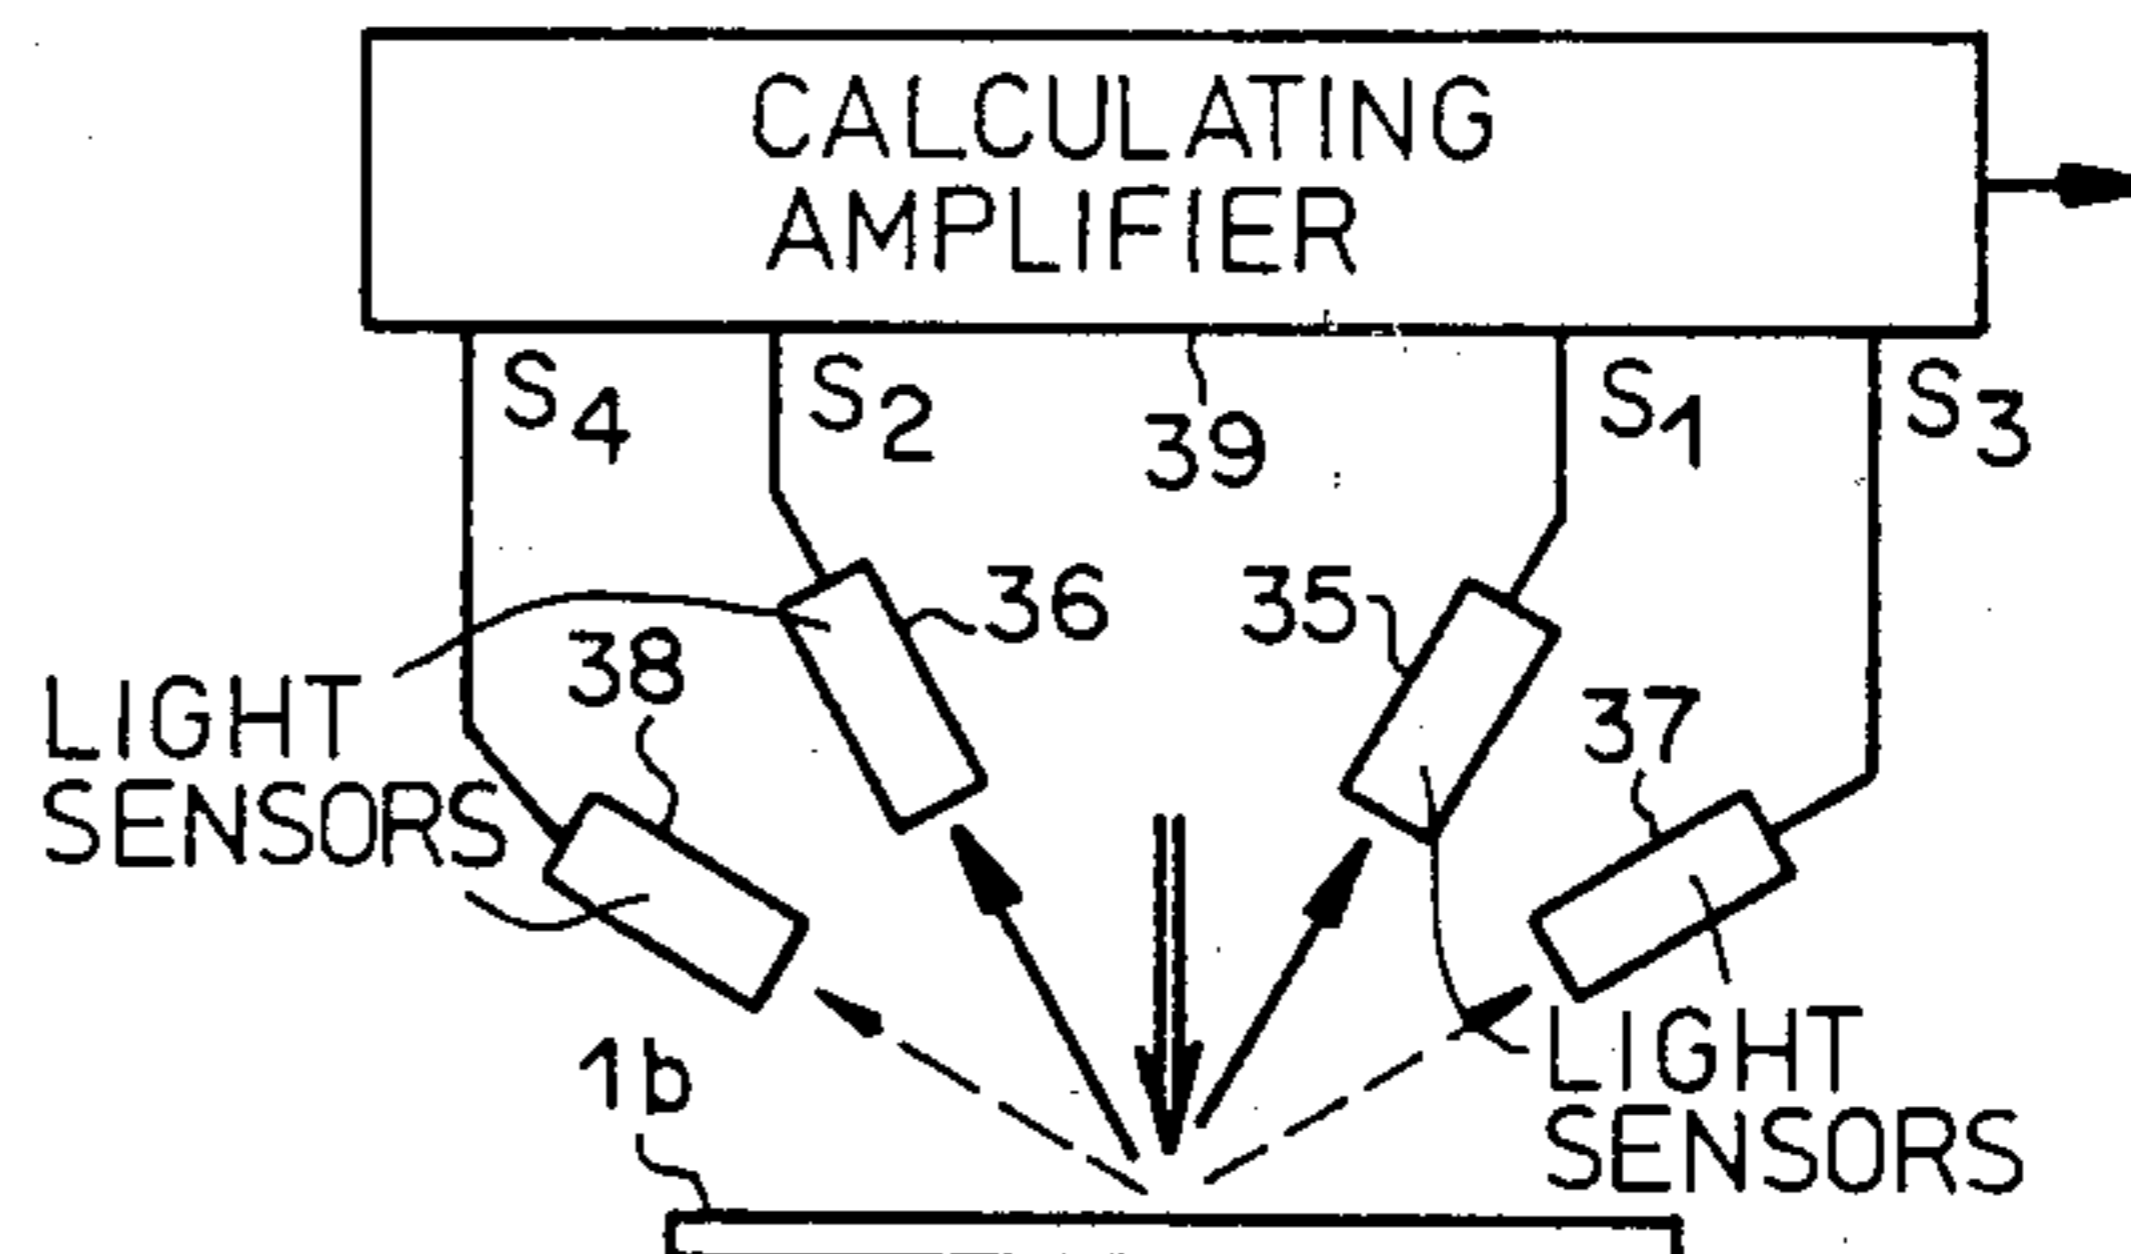 CALCULATING
AMPLIFIER
S4 S2 39 S1 S3
36 35
38 37
LIGHT
SENSORS
1b
LIGHT
SENSORS